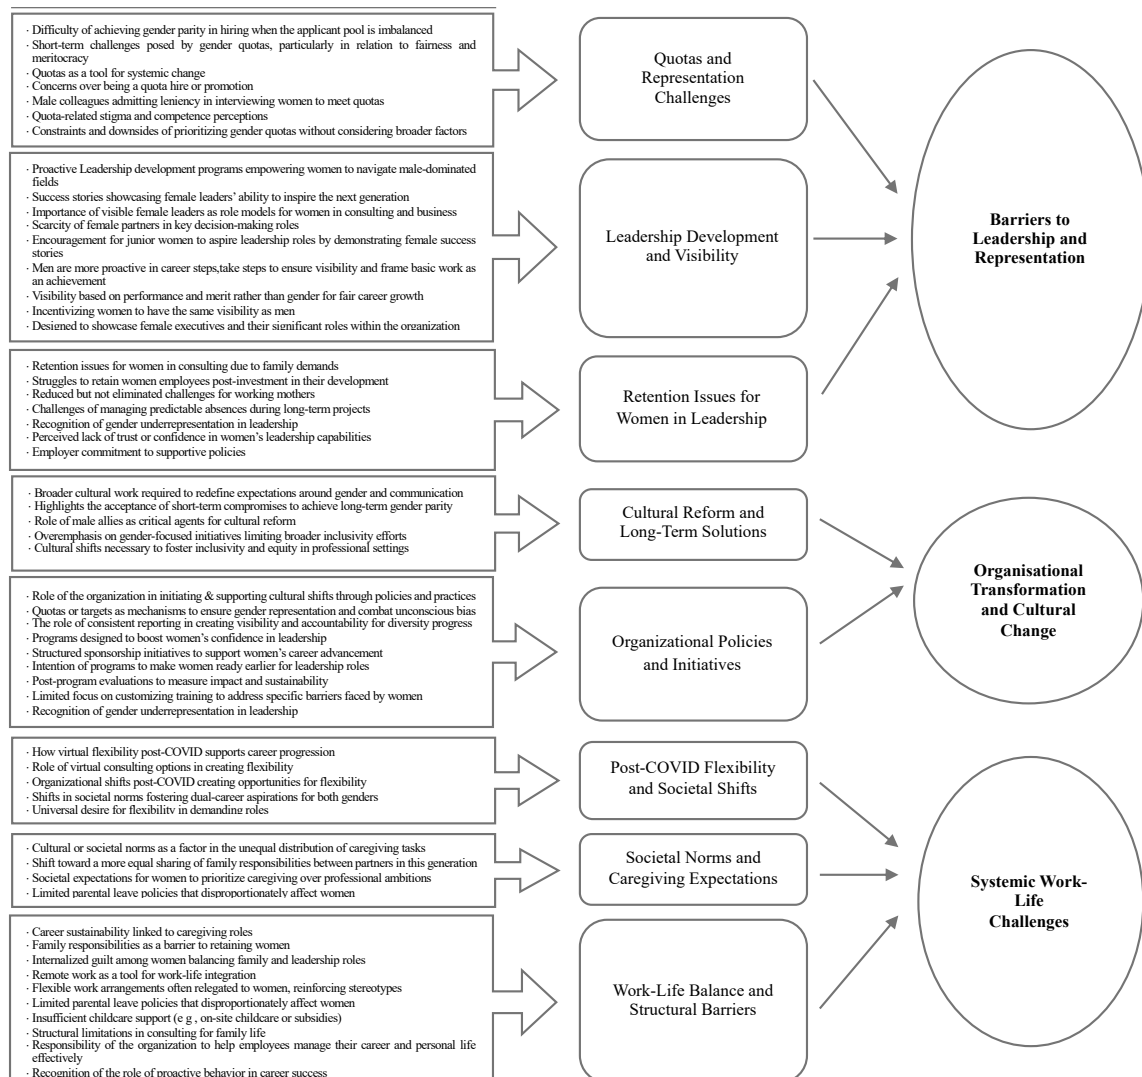 · Difficulty of achieving gender parity in hiring when the applicant pool is imbalanced
· Short-term challenges posed by gender quotas, particularly in relation to fairness and
meritocracy
· Quotas as a tool for systemic change
· Concerns over being a quota hire or promotion
· Male colleagues admitting leniency in interviewing women to meet quotas
· Quota-related stigma and competence perceptions
· Constraints and downsides of prioritizing gender quotas without considering broader factors
Quotas and
Representation
Challenges
· Proactive Leadership development programs empowering women to navigate male-dominated
fields
· Success stories showcasing female leaders' ability to inspire the next generation
· Importance of visible female leaders as role models for women in consulting and business
· Scarcity of female partners in key decision-making roles
· Encouragement for junior women to aspire leadership roles by demonstrating female success
stories
· Men are more proactive in career steps,take steps to ensure visibility and frame basic work as
an achievement
· Visibility based on performance and merit rather than gender for fair career growth
· Incentivizing women to have the same visibility as men
· Designed to showcase female executives and their significant roles within the organization
Leadership Development
and Visibility
· Retention issues for women in consulting due to family demands
· Struggles to retain women employees post-investment in their development
· Reduced but not eliminated challenges for working mothers
· Challenges of managing predictable absences during long-term projects
· Recognition of gender underrepresentation in leadership
· Perceived lack of trust or confidence in women's leadership capabilities
· Employer commitment to supportive policies
Retention Issues for
Women in Leadership
Barriers to
Leadership and
Representation
· Broader cultural work required to redefine expectations around gender and communication
· Highlights the acceptance of short-term compromises to achieve long-term gender parity
· Role of male allies as critical agents for cultural reform
· Overemphasis on gender-focused initiatives limiting broader inclusivity efforts
· Cultural shifts necessary to foster inclusivity and equity in professional settings
Cultural Reform and
Long-Term Solutions
· Role of the organization in initiating & supporting cultural shifts through policies and practices
· Quotas or targets as mechanisms to ensure gender representation and combat unconscious bias
· The role of consistent reporting in creating visibility and accountability for diversity progress
· Programs designed to boost women's confidence in leadership
· Structured sponsorship initiatives to support women's career advancement
· Intention of programs to make women ready earlier for leadership roles
· Post-program evaluations to measure impact and sustainability
· Limited focus on customizing training to address specific barriers faced by women
· Recognition of gender underrepresentation in leadership
Organizational Policies
and Initiatives
Organisational
Transformation
and Cultural
Change
· How virtual flexibility post-COVID supports career progression
· Role of virtual consulting options in creating flexibility
· Organizational shifts post-COVID creating opportunities for flexibility
· Shifts in societal norms fostering dual-career aspirations for both genders
· Universal desire for flexibility in demanding roles
Post-COVID Flexibility
and Societal Shifts
· Cultural or societal norms as a factor in the unequal distribution of caregiving tasks
· Shift toward a more equal sharing of family responsibilities between partners in this generation
· Societal expectations for women to prioritize caregiving over professional ambitions
· Limited parental leave policies that disproportionately affect women
Societal Norms and
Caregiving Expectations
· Career sustainability linked to caregiving roles
· Family responsibilities as a barrier to retaining women
· Internalized guilt among women balancing family and leadership roles
· Remote work as a tool for work-life integration
· Flexible work arrangements often relegated to women, reinforcing stereotypes
· Limited parental leave policies that disproportionately affect women
· Insufficient childcare support (e g , on-site childcare or subsidies)
· Structural limitations in consulting for family life
· Responsibility of the organization to help employees manage their career and personal life
effectively
· Recognition of the role of proactive behavior in career success
Work-Life Balance and
Structural Barriers
Systemic Work-
Life
Challenges